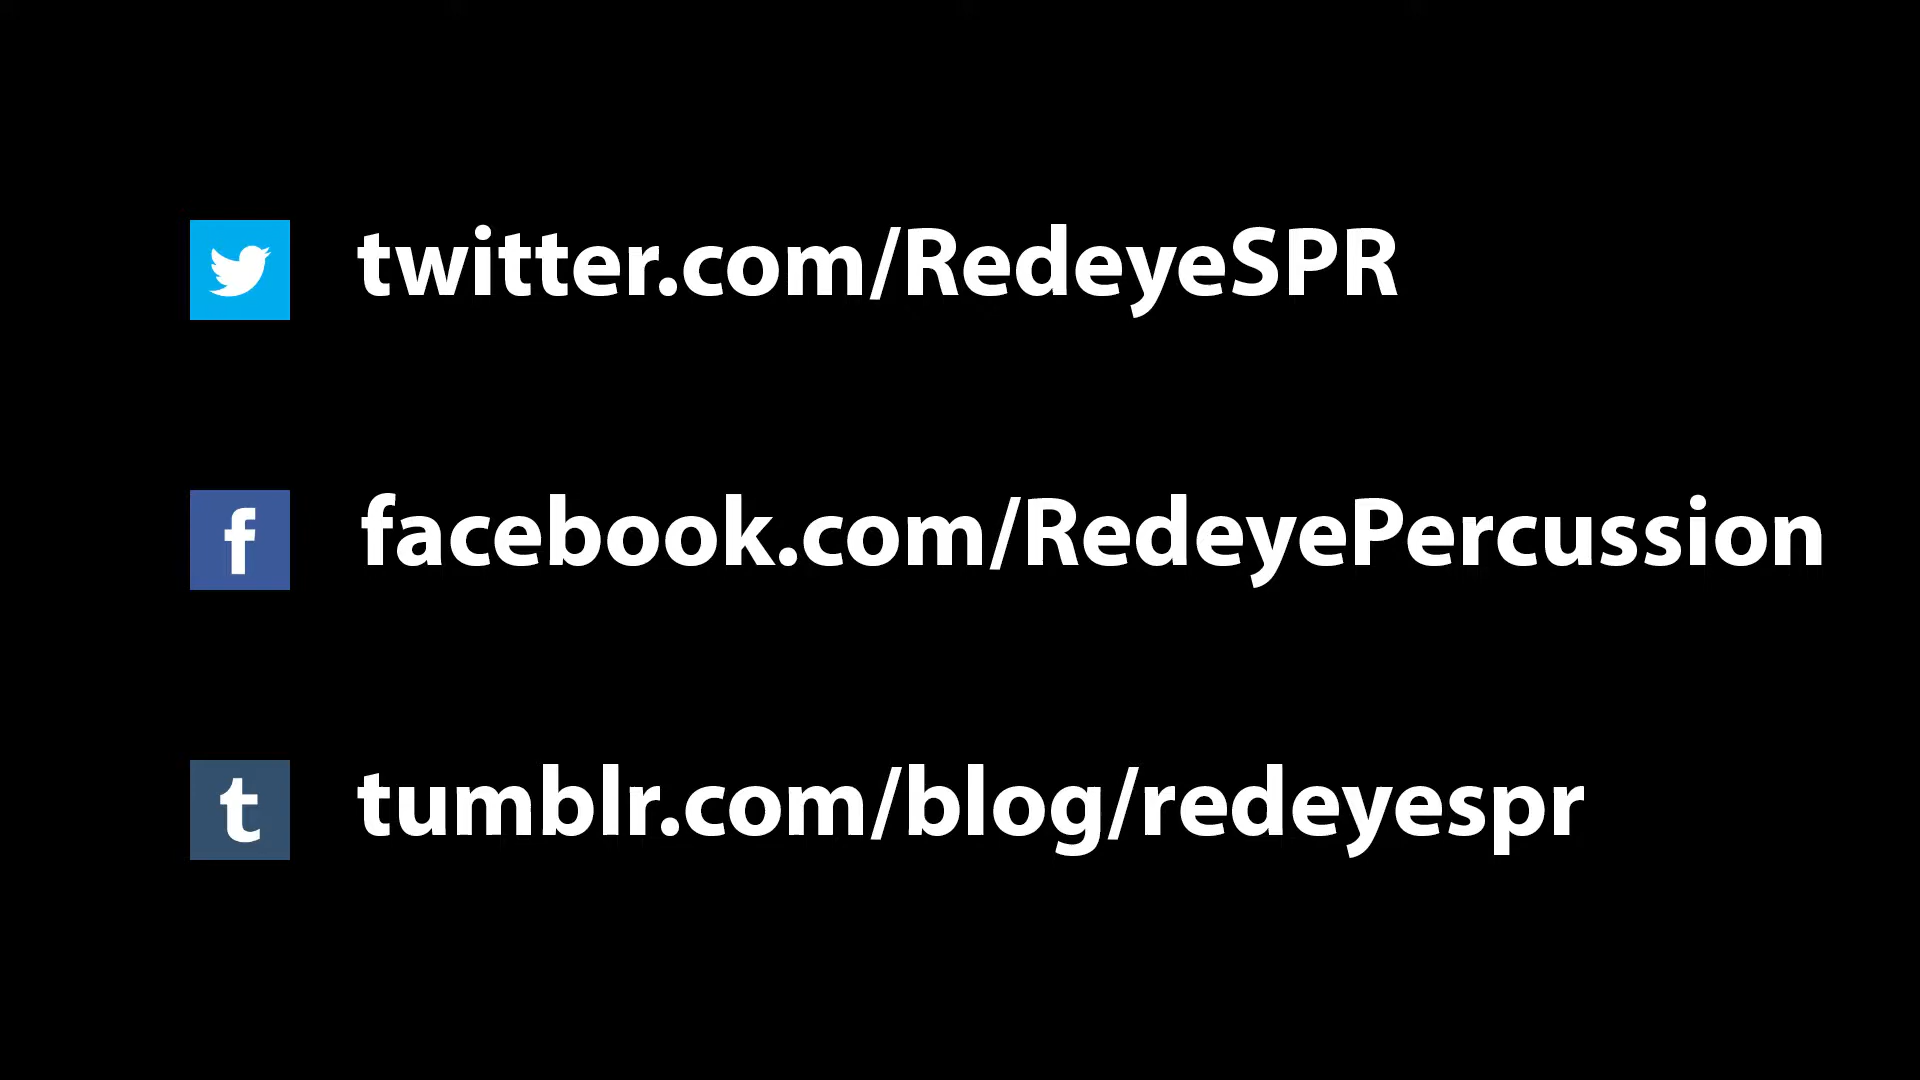 twitter.com/RedeyeSPR
facebook.com/RedeyePercussion
tumblr.com/blog/redeyespr